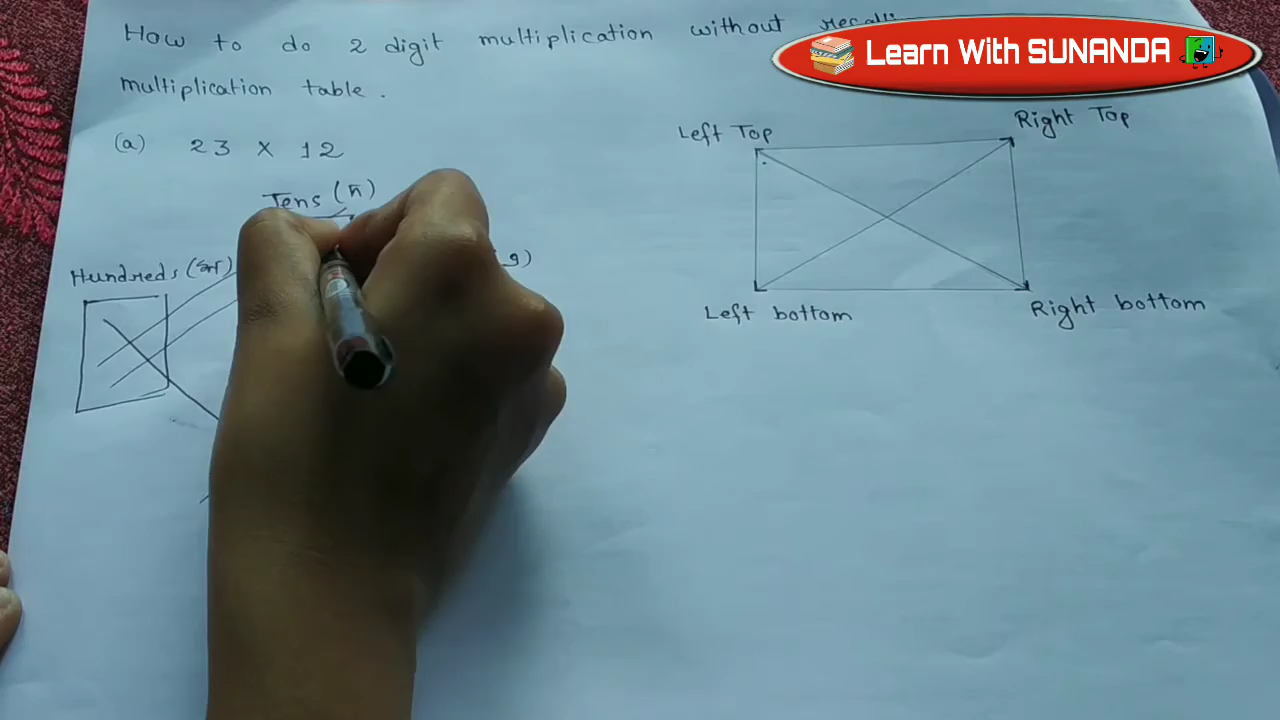 How to do 2 digit multiplication without
Learn With SUNANDA
multiplication table.
(a) 23 x 12
Left Top
Right Top
Tens
Hundreds
Left bottom
Right bottom